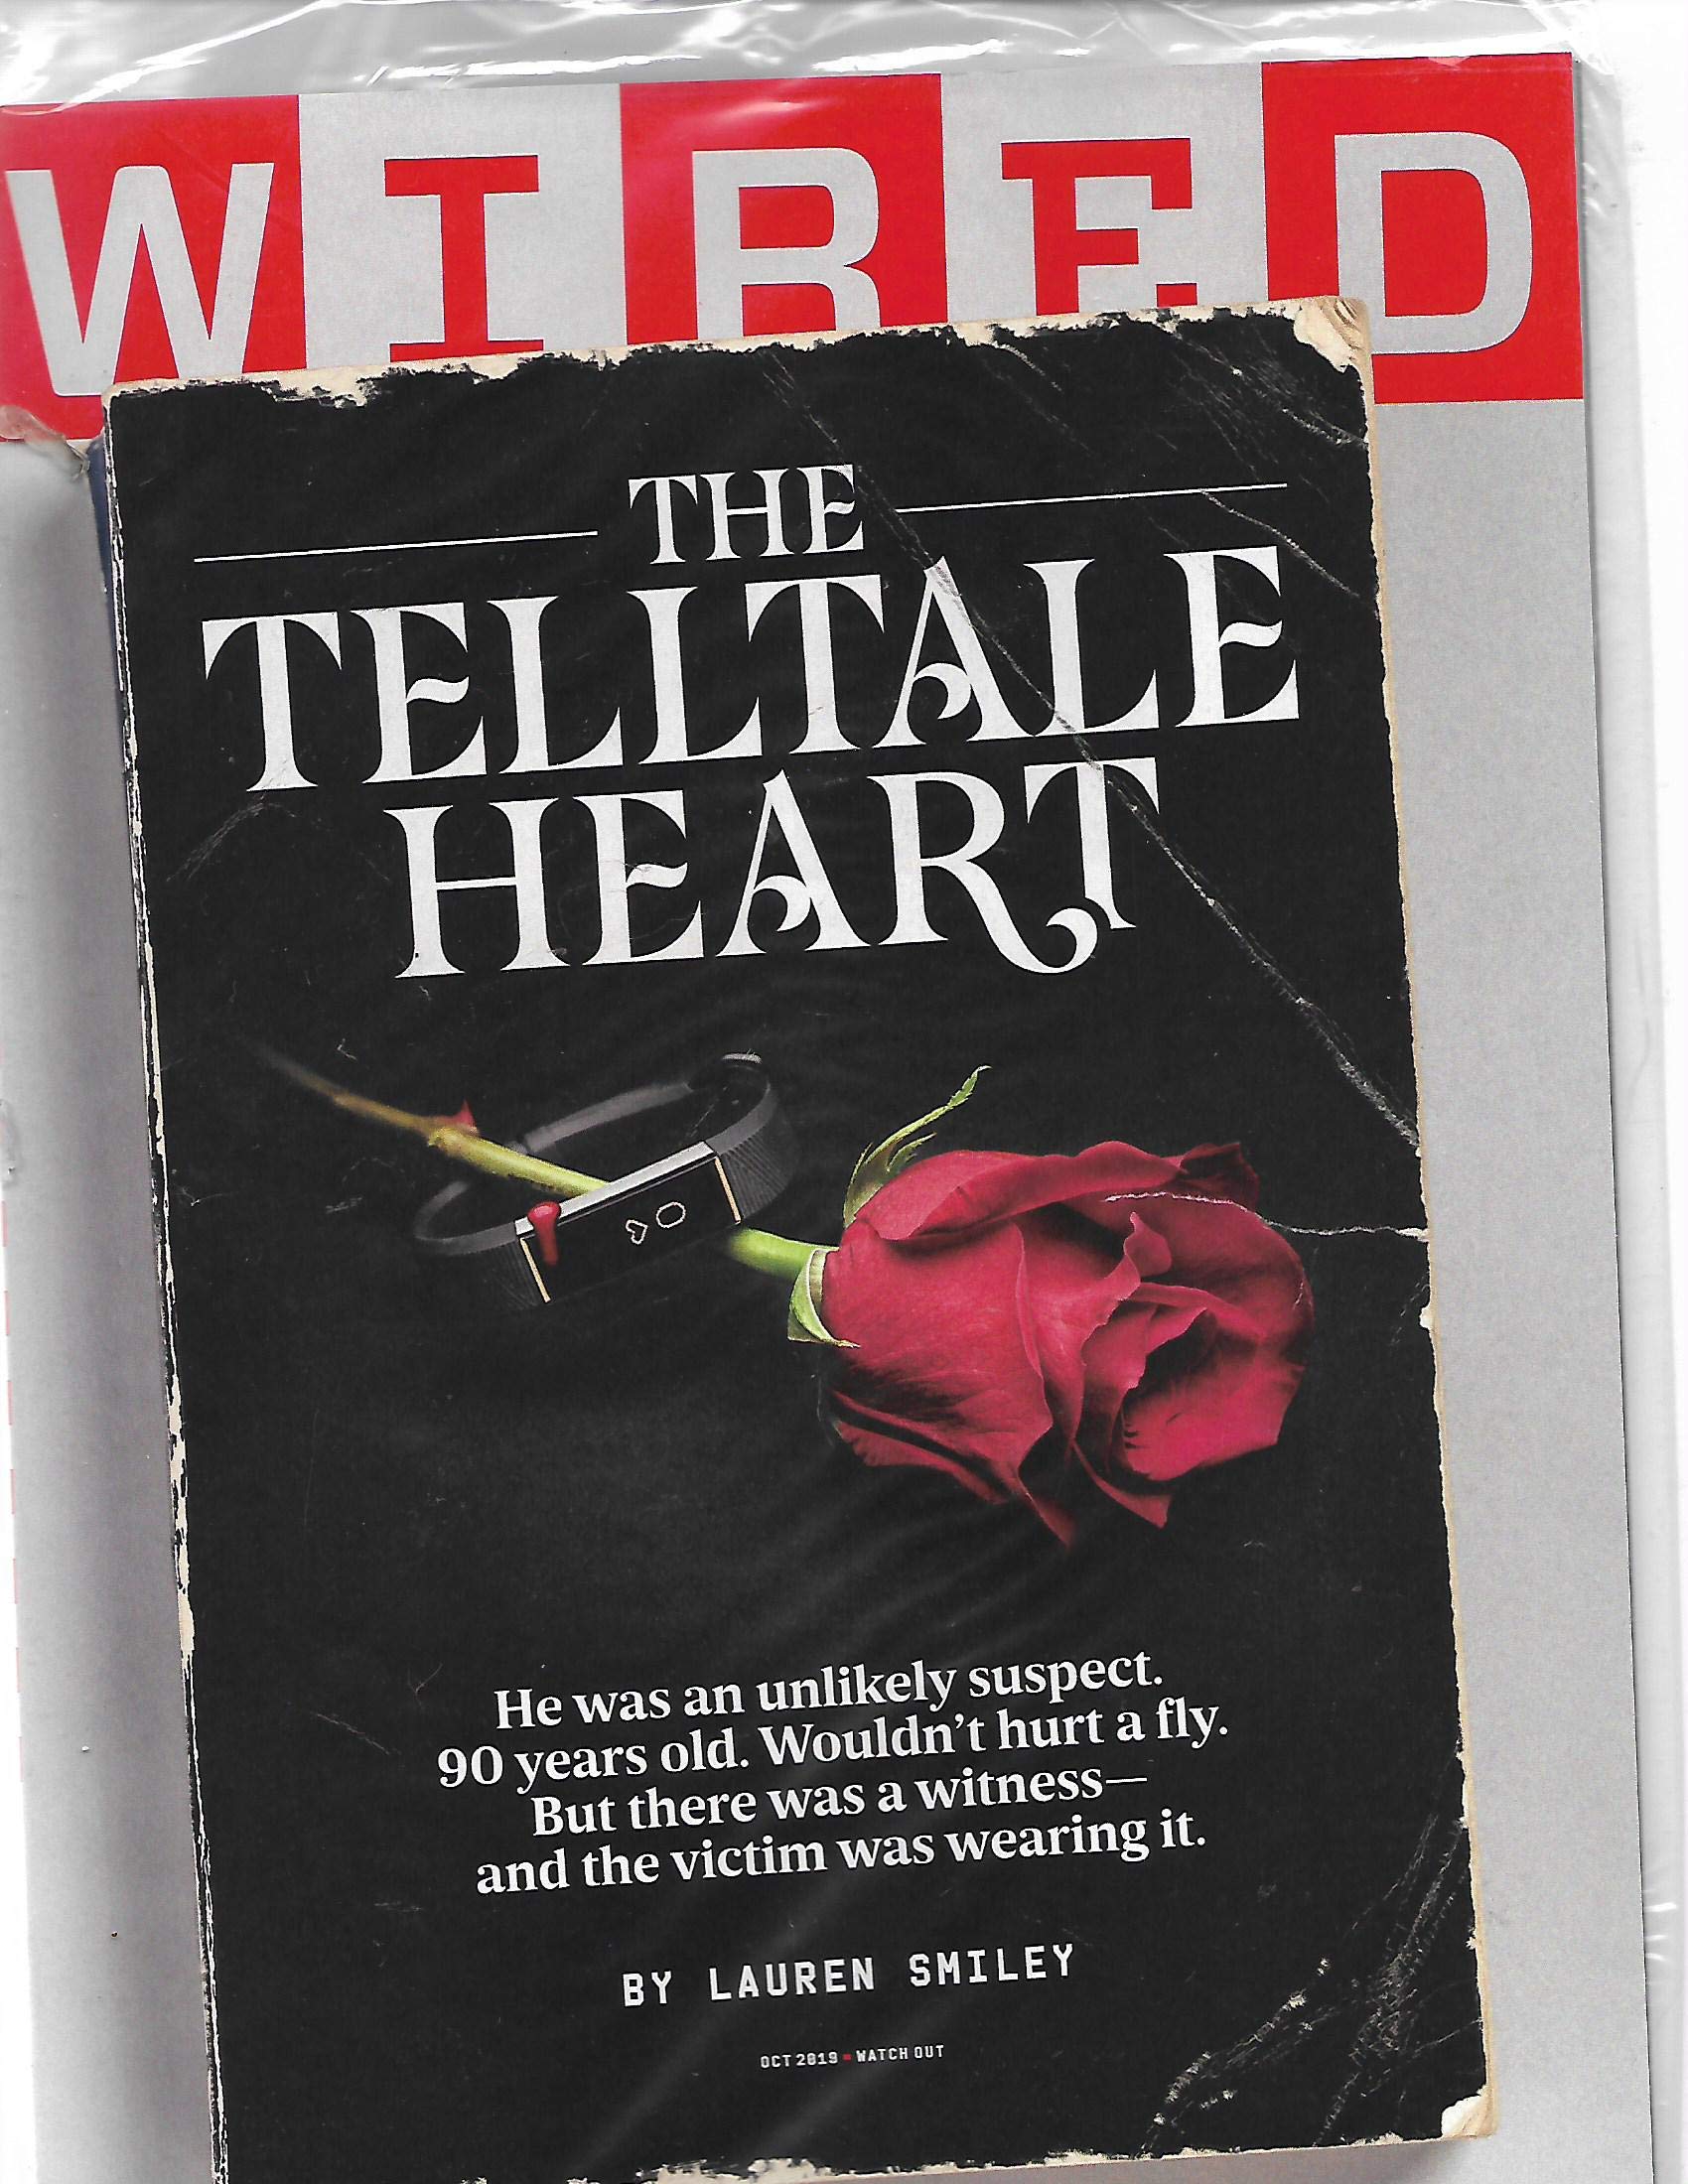 WIRED
THE
TELLTALE
HEART
He was an unlikely suspect.
90 years old. Wouldn't hurt a fly.
But there was a witness—
and the victim was wearing it.
BY LAUREN SMILEY
OCT 2019 ▪ WATCH OUT